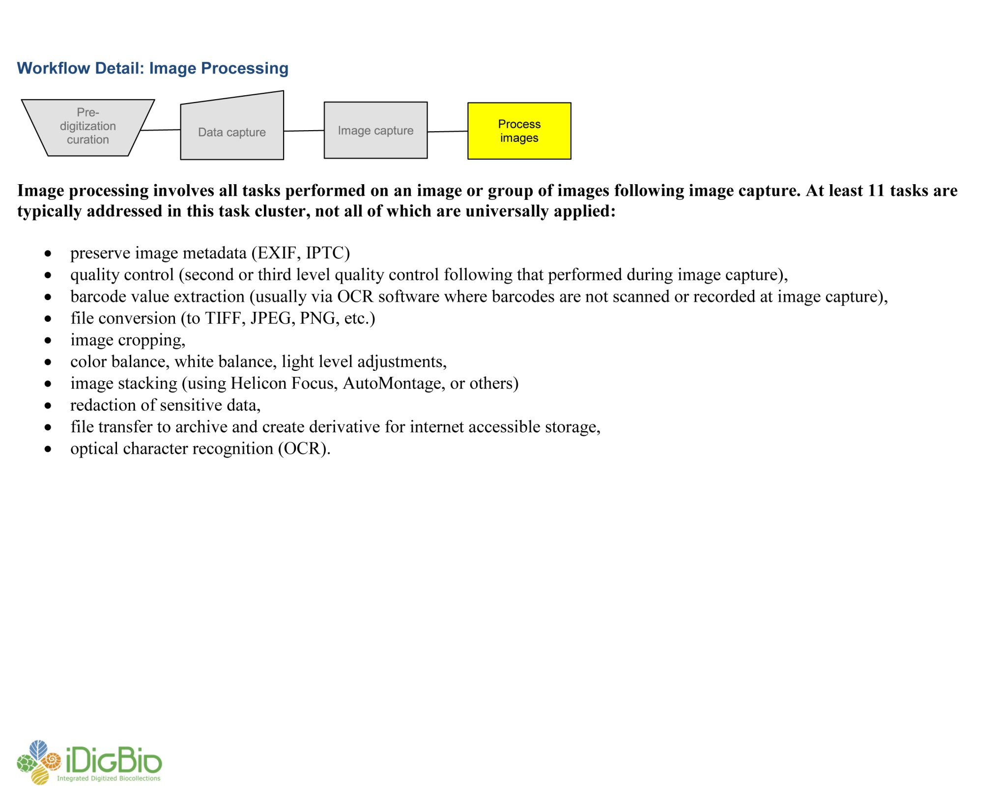 Workflow Detail: Image Processing
Pre-
digitization
curation
Data capture
Image capture
Process
images
Image processing involves all tasks performed on an image or group of images following image capture. At least 11 tasks are
typically addressed in this task cluster, not all of which are universally applied:
• preserve image metadata (EXIF, IPTC)
• quality control (second or third level quality control following that performed during image capture),
• barcode value extraction (usually via OCR software where barcodes are not scanned or recorded at image capture),
• file conversion (to TIFF, JPEG, PNG, etc.)
• image cropping,
• color balance, white balance, light level adjustments,
• image stacking (using Helicon Focus, AutoMontage, or others)
• redaction of sensitive data,
• file transfer to archive and create derivative for internet accessible storage,
• optical character recognition (OCR).
iDigBio
Integrated Digitized Biocollections